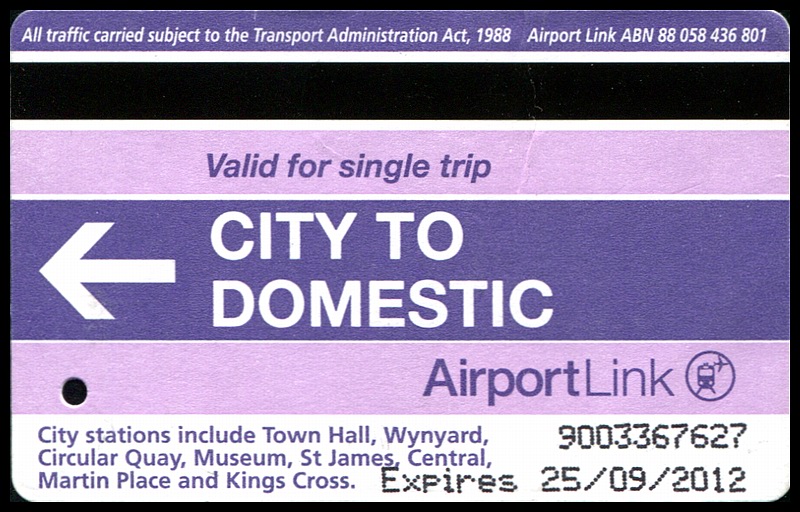 All traffic carried subject to the Transport Administration Act, 1988 Airport Link ABN 88 058 436 801
Valid for single trip
CITY TO
DOMESTIC
AirportLink
City stations include Town Hall, Wynyard,
Circular Quay, Museum, St James, Central,
Martin Place and Kings Cross.
9003367627
Expires 25/09/2012